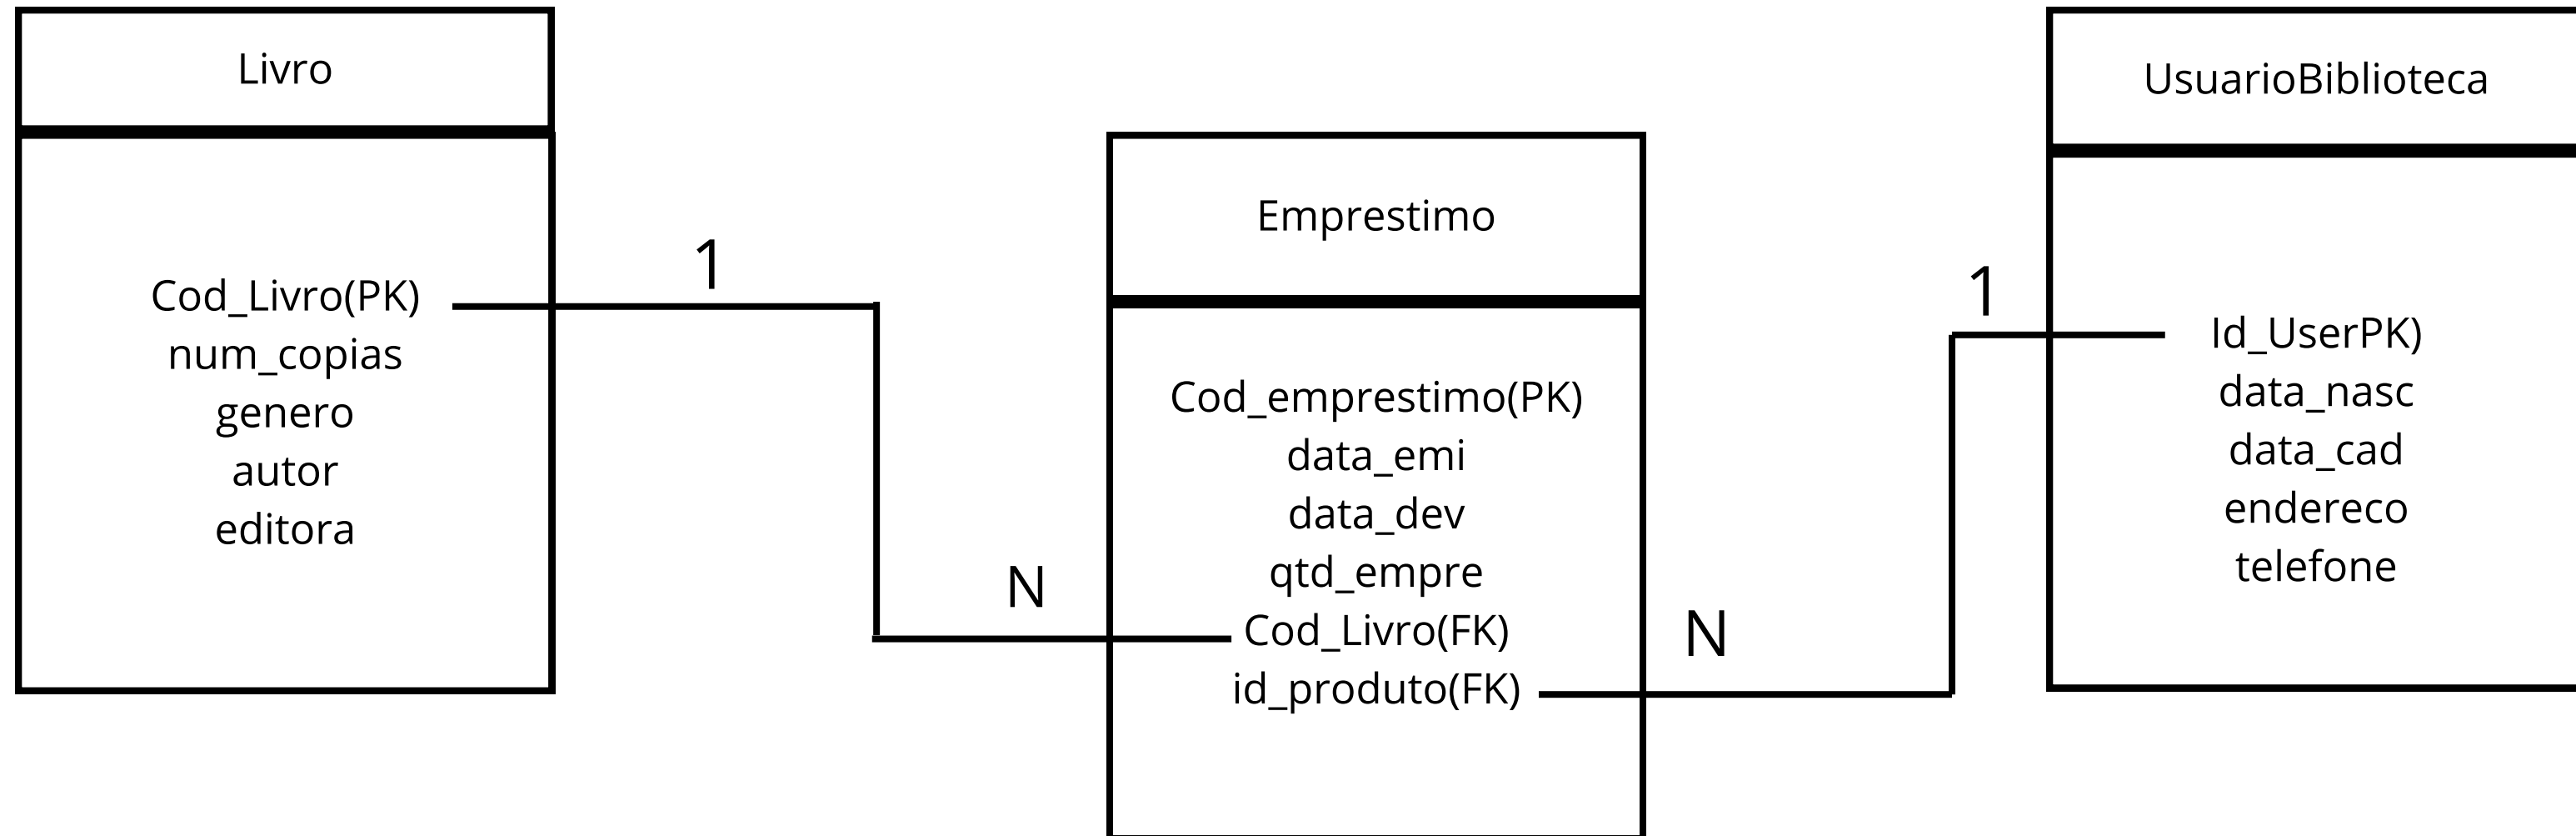 Livro
Cod_Livro(PK)
num_copias
genero
autor
editora
1
N
Emprestimo
Cod_emprestimo(PK)
data_emi
data_dev
qtd_empre
Cod_Livro(FK)
id_produto(FK)
N
1
UsuarioBiblioteca
Id_UserPK)
data_nasc
data_cad
endereco
telefone